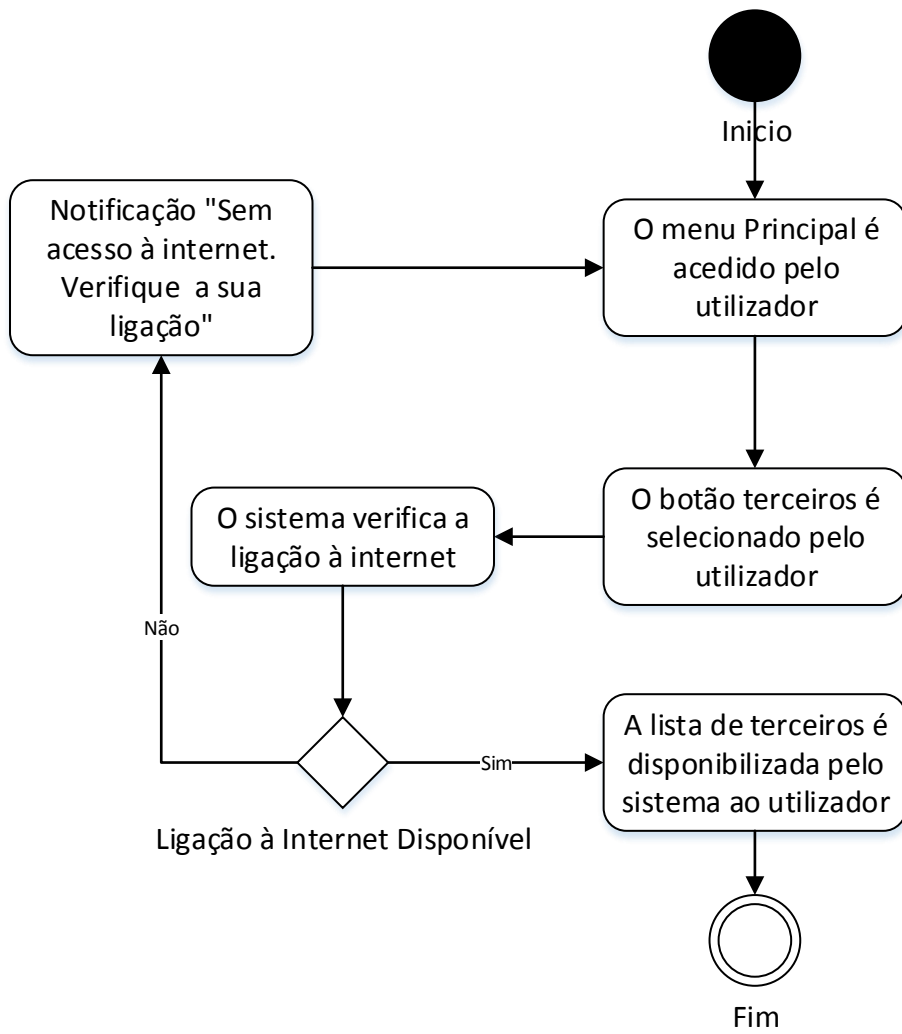 Inicio
Notificação "Sem
acesso à internet.
Verifique  a sua
ligação"
O menu Principal é
acedido pelo
utilizador
O sistema verifica a
ligação à internet
O botão terceiros é
selecionado pelo
utilizador
Não
Sim
A lista de terceiros é
disponibilizada pelo
sistema ao utilizador
Ligação à Internet Disponível
Fim